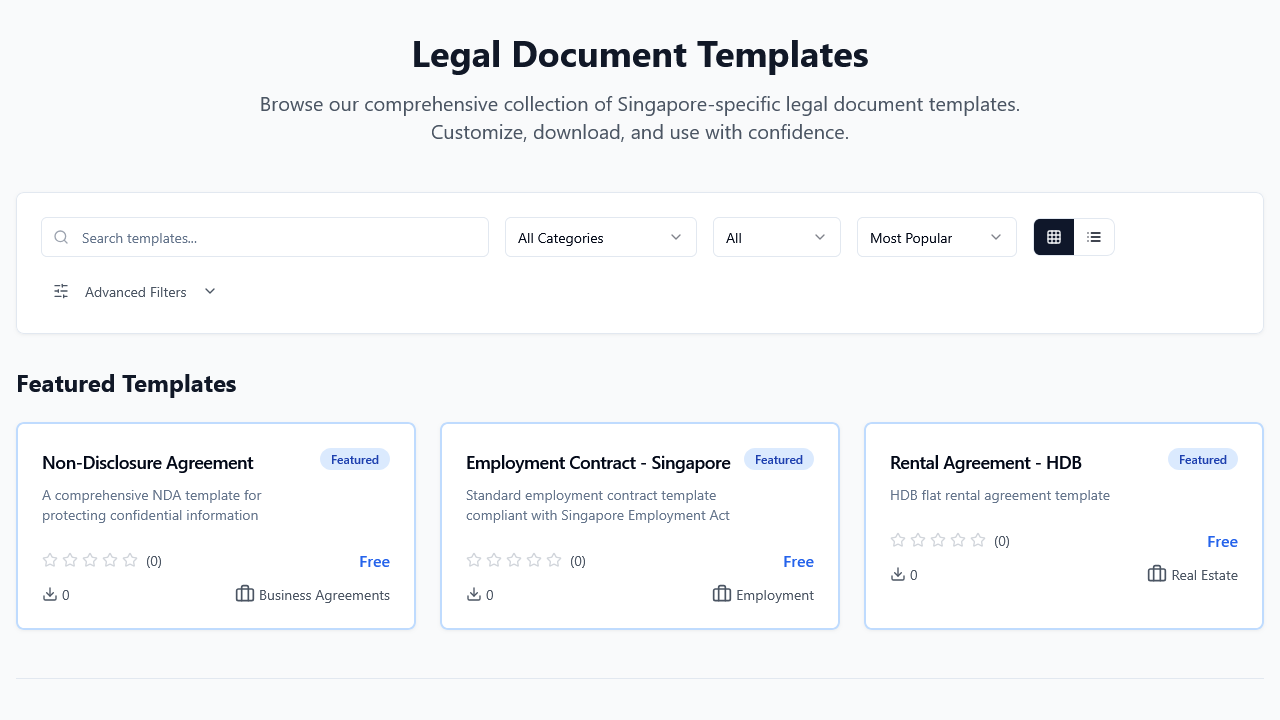 Legal Document Templates
Browse our comprehensive collection of Singapore-specific legal document templates.
Customize, download, and use with confidence.
Search templates...
All Categories
All
Most Popular
Advanced Filters
Featured Templates
Non-Disclosure Agreement
Featured
A comprehensive NDA template for
protecting confidential information
(0)
Free
0
Business Agreements
Employment Contract - Singapore
Featured
Standard employment contract template
compliant with Singapore Employment Act
(0)
Free
0
Employment
Rental Agreement - HDB
Featured
HDB flat rental agreement template
(0)
Free
0
Real Estate